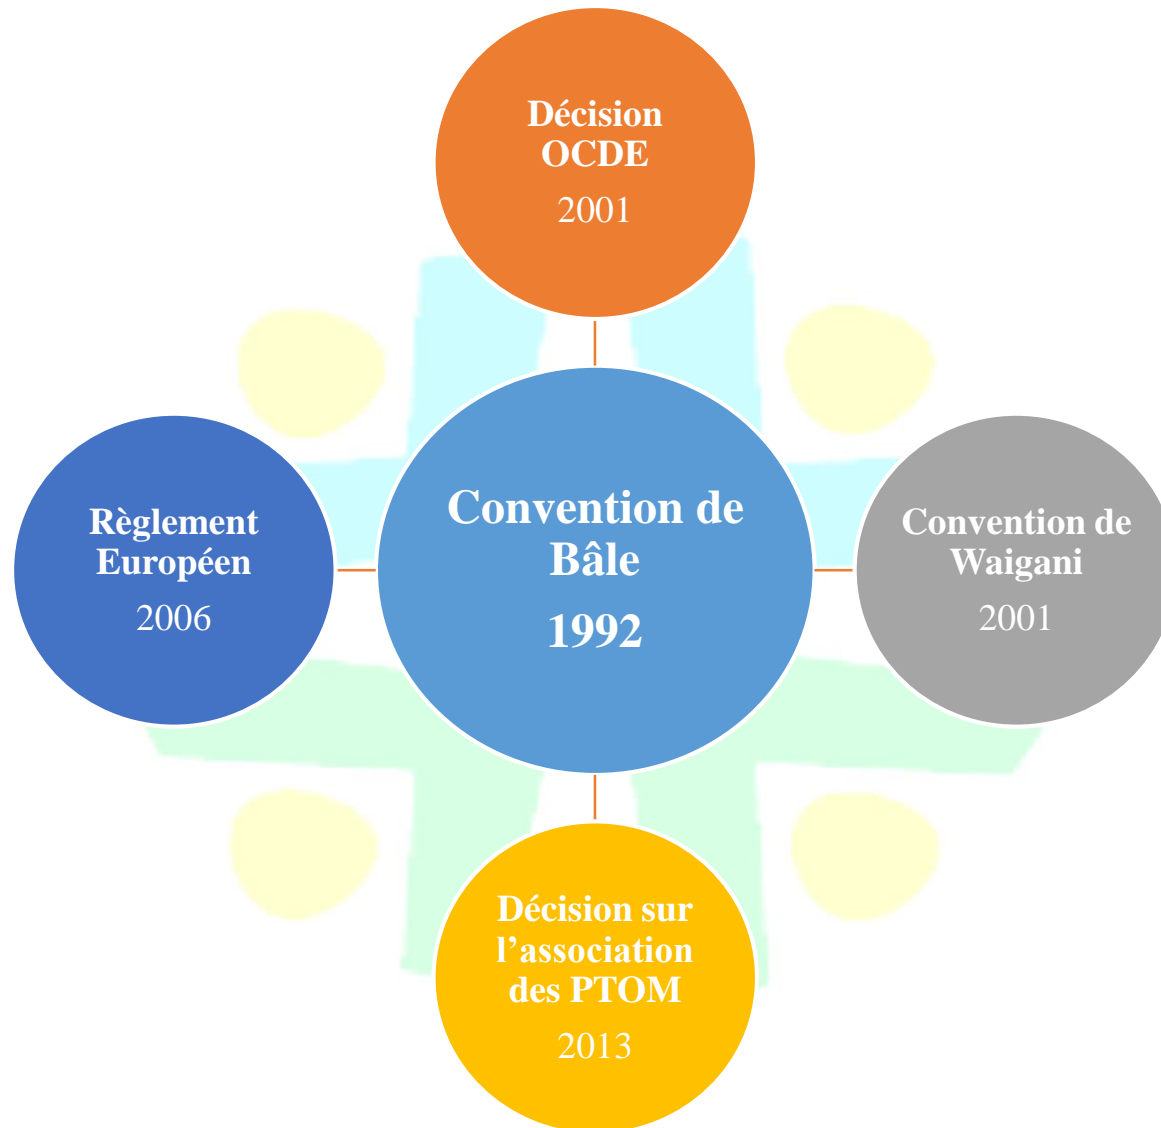 Décision
OCDE
2001
Règlement
Européen
2006
Convention de
Bâle
1992
Convention de
Waigani
2001
Décision sur
l’association
des PTOM
2013